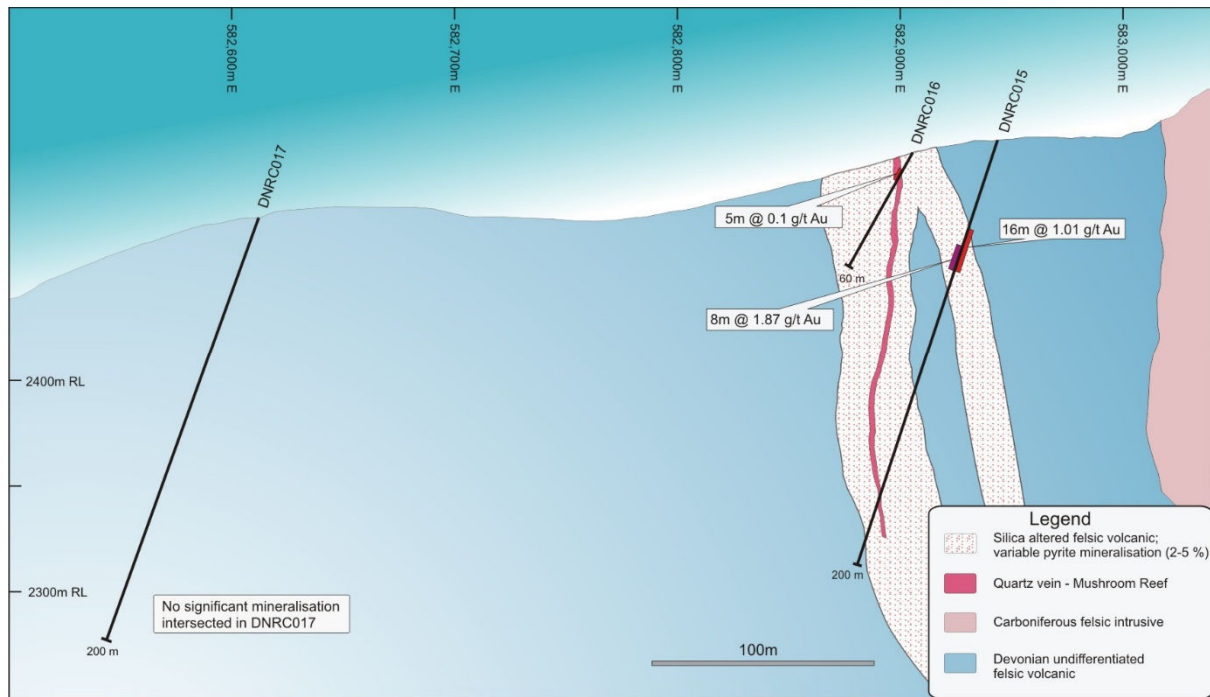 582,600m E
582,700m E
582,800m E
582,900m E
583,000m E
DNRC017
DNRC016
DNRC015
5m @ 0.1 g/t Au
16m @ 1.01 g/t Au
60 m
8m @ 1.87 g/t Au
2400m RL
2300m RL
200 m
200 m
No significant mineralisation
intersected in DNRC017
100m
Legend
Silica altered felsic volcanic;
variable pyrite mineralisation (2-5 %)
Quartz vein - Mushroom Reef
Carboniferous felsic intrusive
Devonian undifferentiated
felsic volcanic